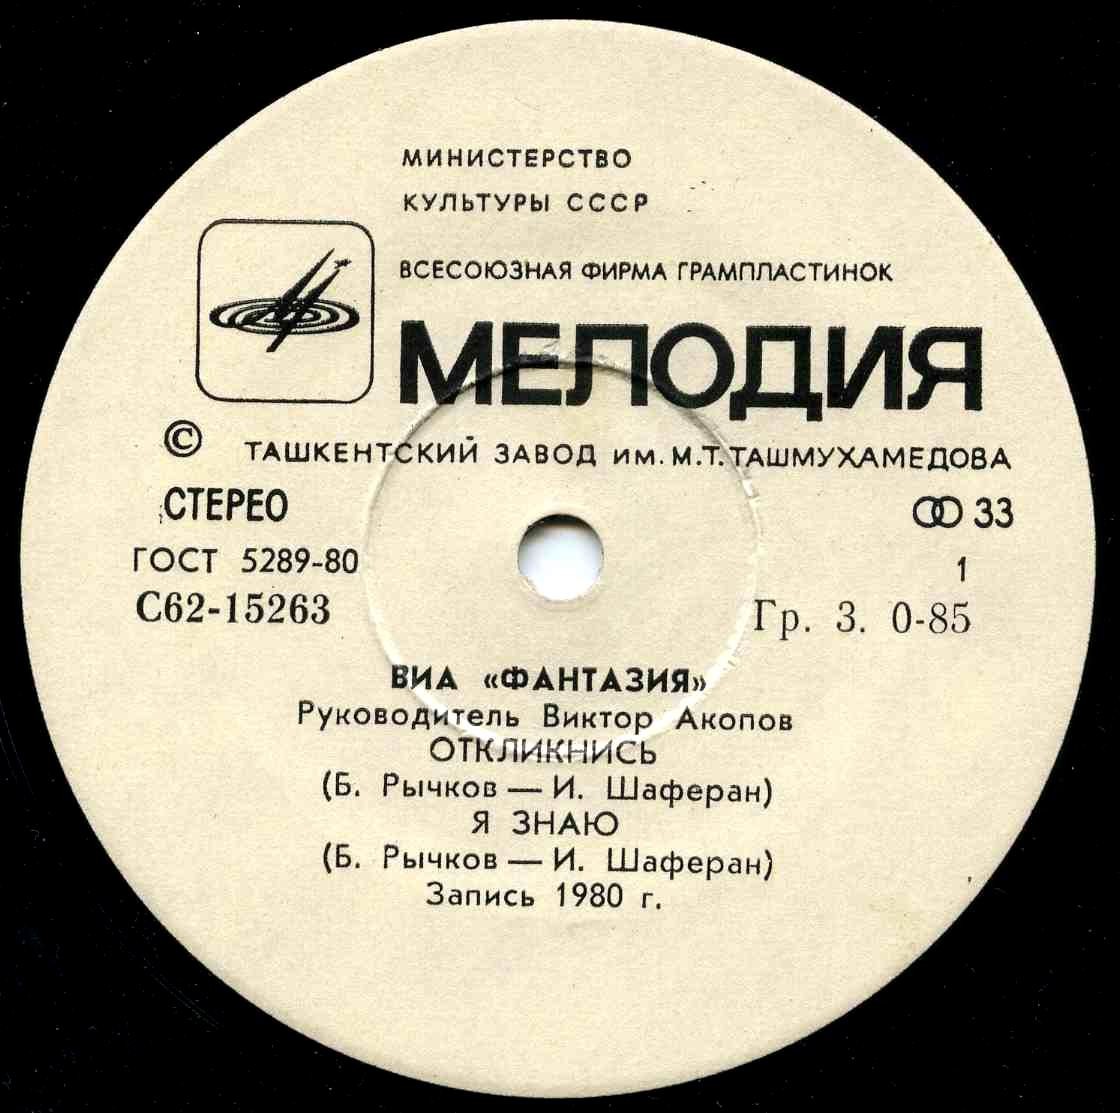 МИНИСТЕРСТВО
КУЛЬТУРЫ СССР
ВСЕСОЮЗНАЯ ФИРМА ГРАМПЛАСТИНОК
МЕЛОДИЯ
© ТАШКЕНТСКИЙ ЗАВОД ИМ. М.Т.ТАШМУХАМЕДОВА
СТЕРЕО 33
ГОСТ 5289-80 1
С62-15263 Гр. 3. 0-85
ВИА «ФАНТАЗИЯ»
Руководитель Виктор Акопов
ОТКЛИКНИСЬ
(Б. Рычков — И. Шаферан)
Я ЗНАЮ
(Б. Рычков — И. Шаферан)
Запись 1980 г.